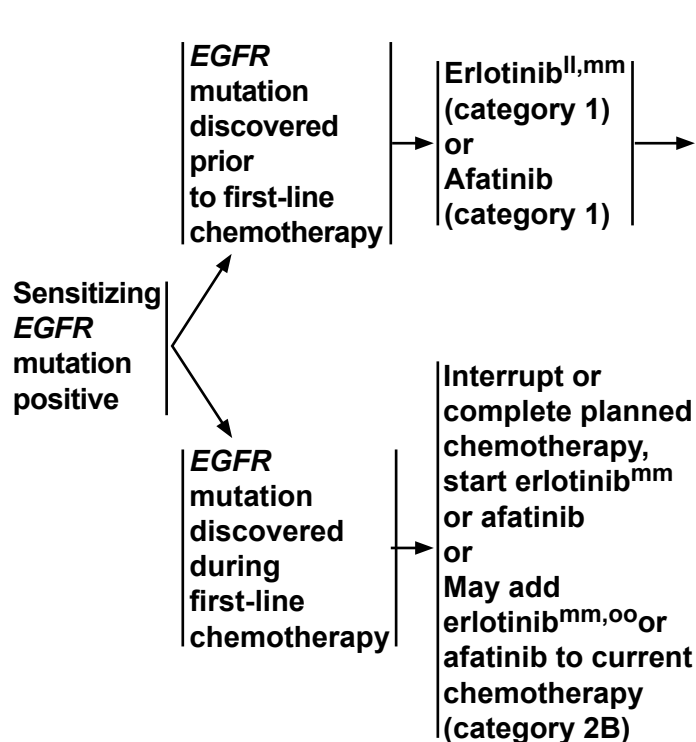 Sensitizing
EGFR
mutation
positive
EGFR
mutation
discovered
prior
to first-line
chemotherapy
Erlotinibll,mm
(category 1)
or
Afatinib
(category 1)
EGFR
mutation
discovered
during
first-line
chemotherapy
Interrupt or
complete planned
chemotherapy,
start erlotinibmm
or afatinib
or
May add
erlotinibmm,oo or
afatinib to current
chemotherapy
(category 2B)